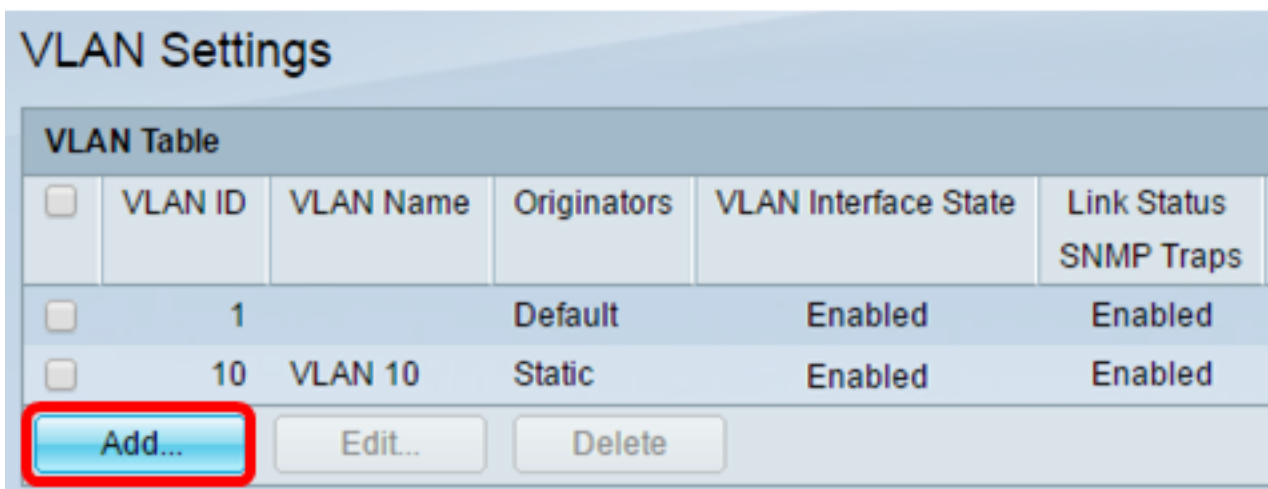 VLAN Settings
VLAN Table
VLAN ID VLAN Name Originators VLAN Interface State Link Status
SNMP Traps
1 Default Enabled Enabled
10 VLAN 10 Static Enabled Enabled
Add... Edit... Delete